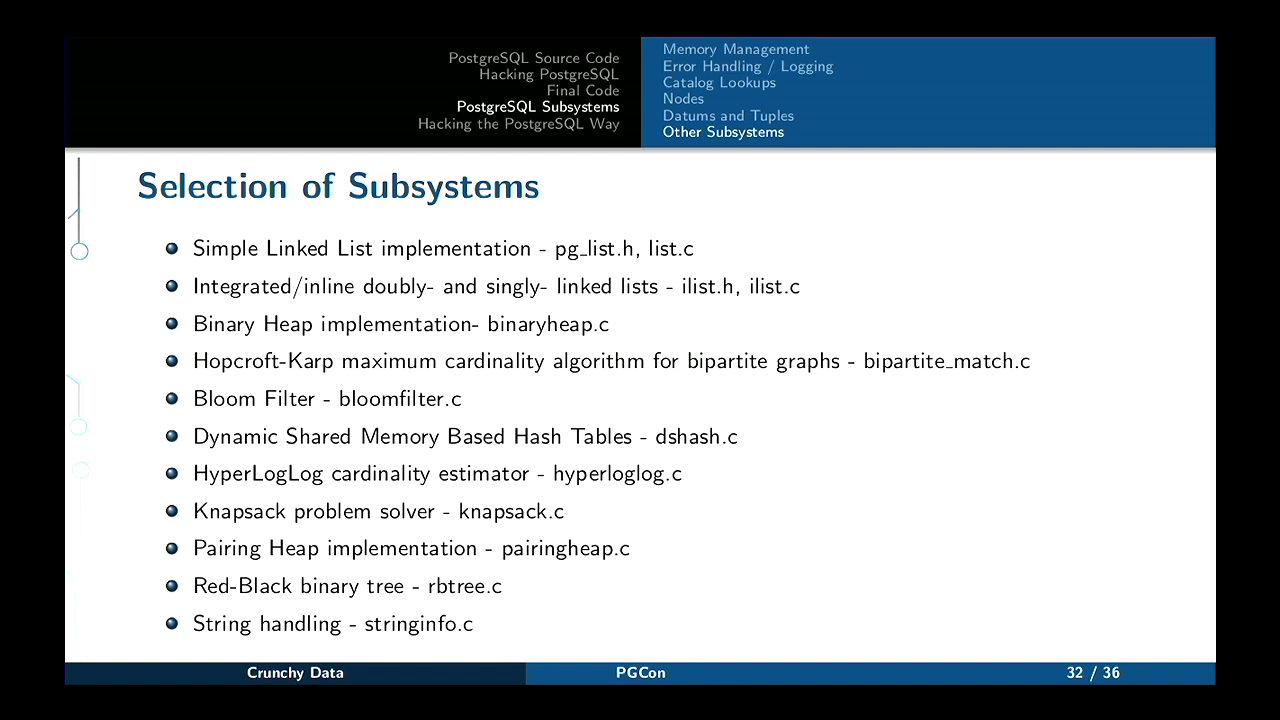 PostgreSQL Source Code
Hacking PostgreSQL
Final Code
PostgreSQL Subsystems
Hacking the PostgreSQL Way
Memory Management
Error Handling / Logging
Catalog Lookups
Nodes
Datums and Tuples
Other Subsystems
Selection of Subsystems
Simple Linked List implementation - pg_list.h, list.c
Integrated/inline doubly- and singly- linked lists - ilist.h, ilist.c
Binary Heap implementation- binaryheap.c
Hopcroft-Karp maximum cardinality algorithm for bipartite graphs - bipartite_match.c
Bloom Filter - bloomfilter.c
Dynamic Shared Memory Based Hash Tables - dshash.c
HyperLogLog cardinality estimator - hyperloglog.c
Knapsack problem solver - knapsack.c
Pairing Heap implementation - pairingheap.c
Red-Black binary tree - rbtree.c
String handling - stringinfo.c
Crunchy Data
PGCon
32 / 36